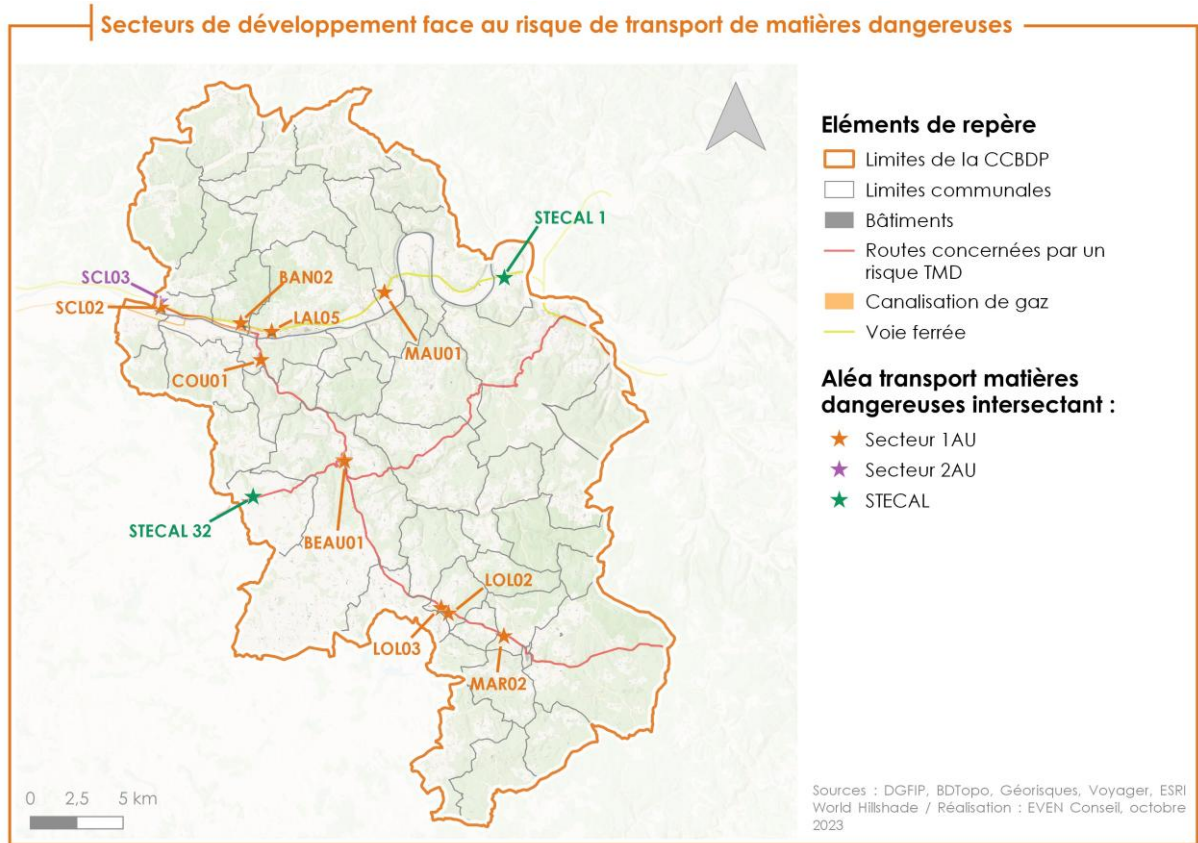 Secteurs de développement face au risque de transport de matières dangereuses
STECAL 1
SCL03
BAN02
SCL02
LAL05
MAU01
COU01
STECAL 32
BEAU01
LOL02
LOL03
MAR02
0 2,5 5 km
Eléments de repère
Limites de la CCBDP
Limites communales
Bâtiments
Routes concernées par un
risque TMD
Canalisation de gaz
Voie ferrée
Aléa transport matières
dangereuses intersectant :
Secteur 1AU
Secteur 2AU
STECAL
Sources : DGFIP, BDTopo, Géorisques, Voyager, ESRI
World Hillshade / Réalisation : EVEN Conseil, octobre
2023